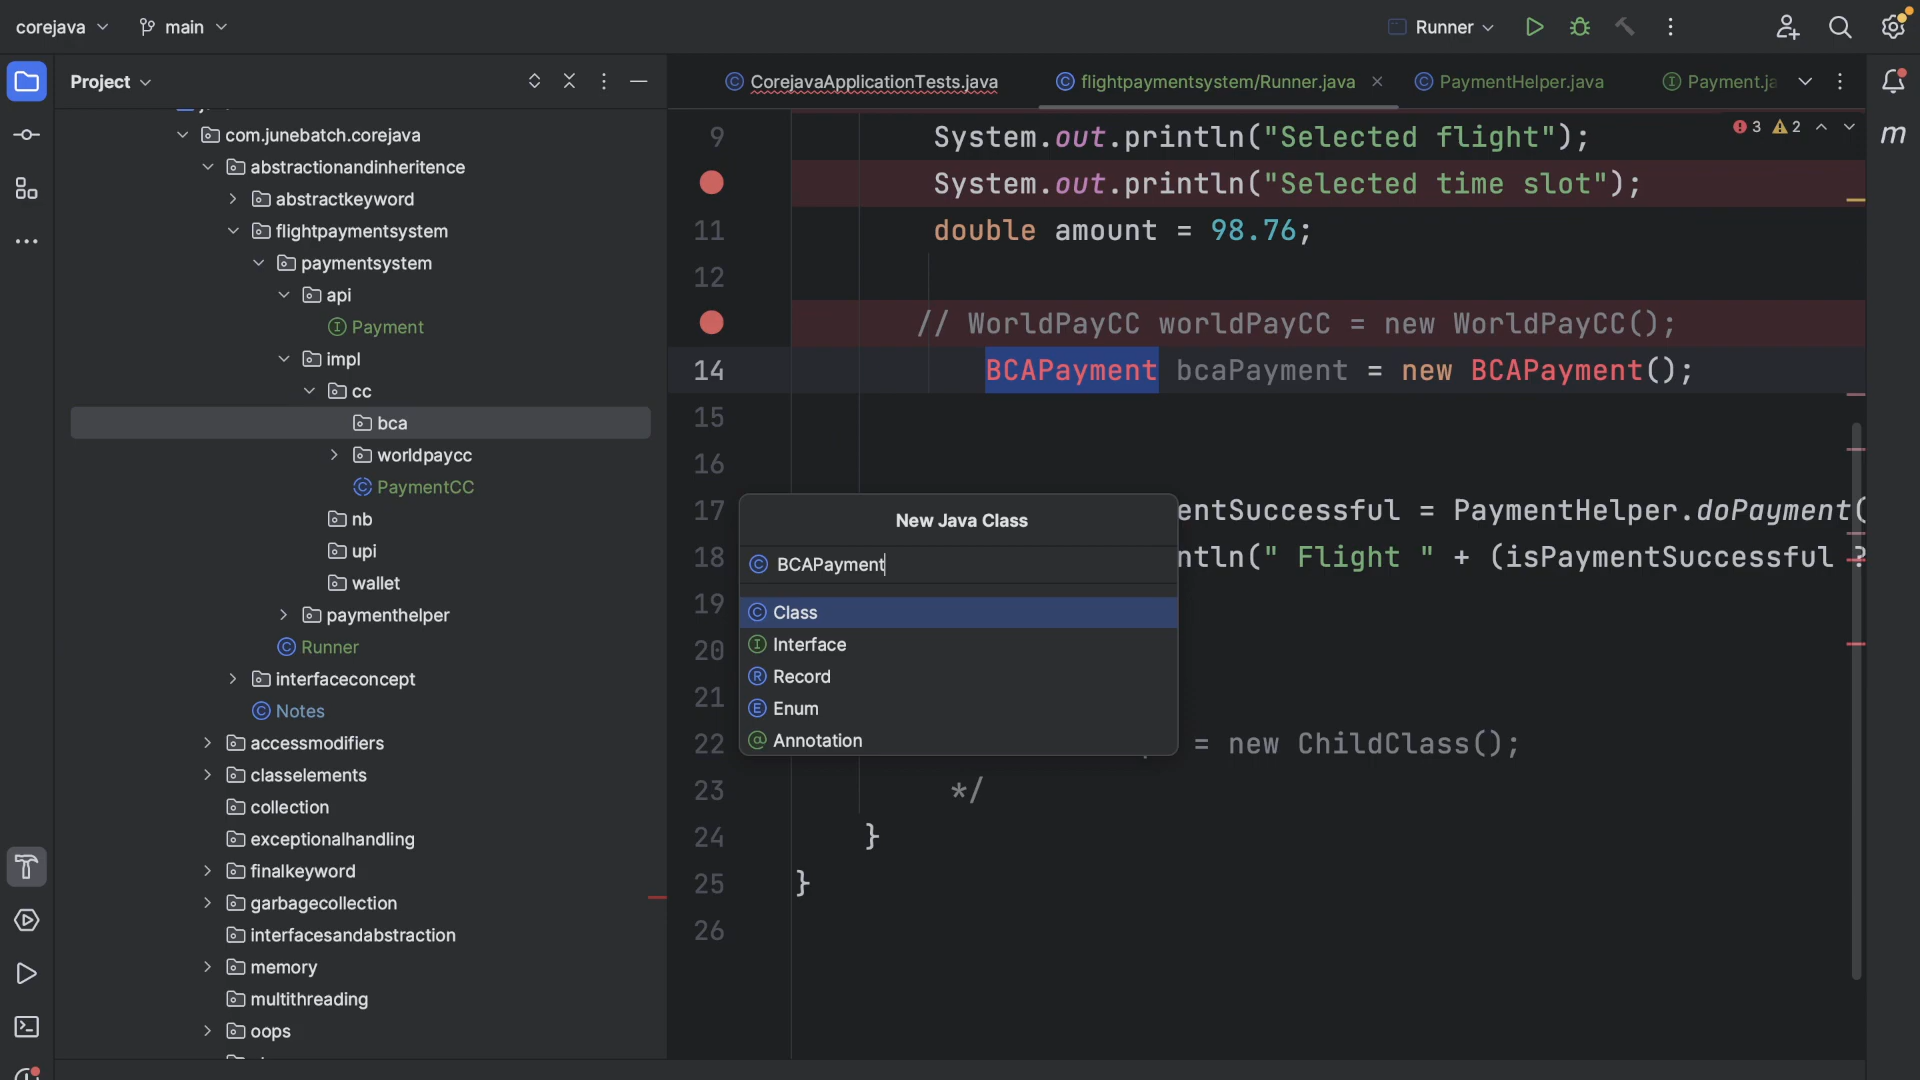 corejava
main
Runner
Project
CorejavaApplicationTests.java
flightpaymentsystem/Runner.java
PaymentHelper.java
Payment.ja
com.junebatch.corejava
abstractionandinheritence
abstractkeyword
flightpaymentsystem
paymentsystem
api
Payment
impl
cc
bca
worldpaycc
PaymentCC
nb
upi
wallet
paymenthelper
Runner
interfaceconcept
Notes
accessmodifiers
classelements
collection
exceptionalhandling
finalkeyword
garbagecollection
interfacesandabstraction
memory
multithreading
oops
3 2
m
9 System.out.println("Selected flight");
System.out.println("Selected time slot");
11 double amount = 98.76;
12
// WorldPayCC worldPayCC = new WorldPayCC();
14 BCAPayment bcaPayment = new BCAPayment();
15
16
17 entSuccessful = PaymentHelper.doPayment(
18 ntln(" Flight " + (isPaymentSuccessful ?
19
20
21
22 = new ChildClass();
23 */
24 }
25 }
26
New Java Class
BCAPayment
Class
Interface
Record
Enum
Annotation